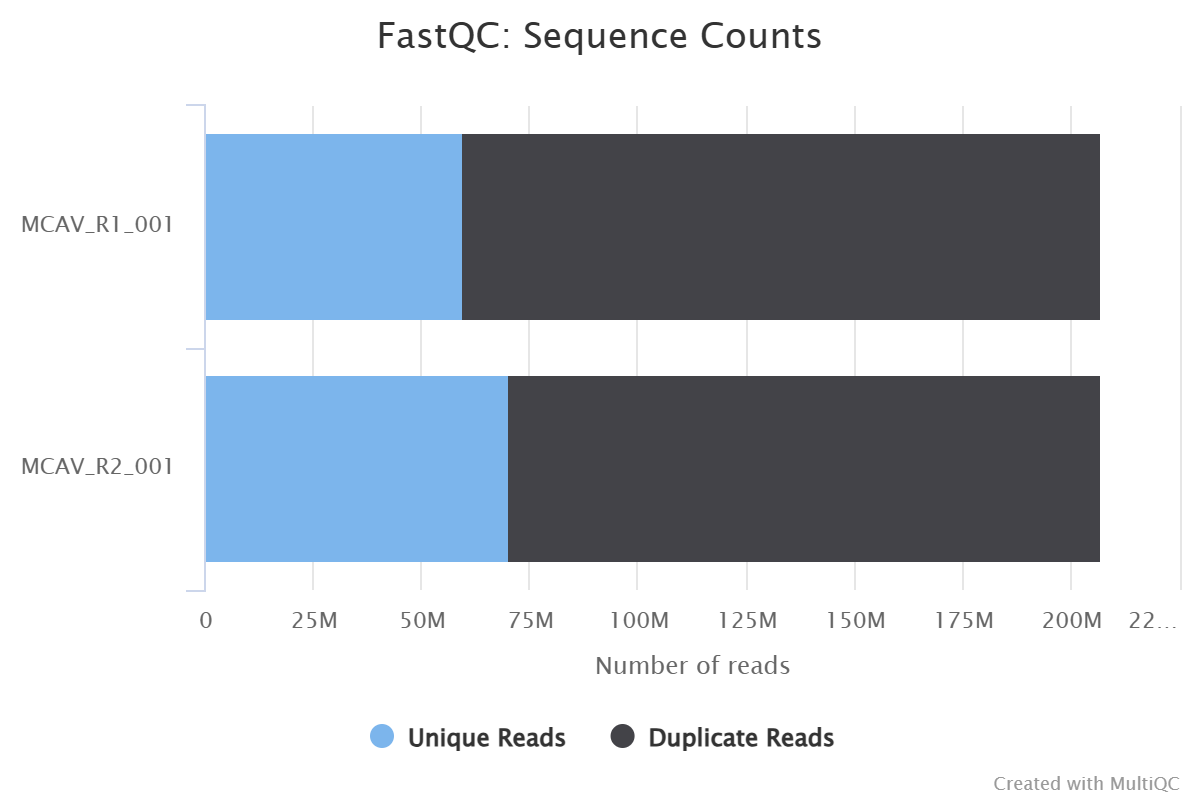 FastQC: Sequence Counts
MCAV_R1_001
MCAV_R2_001
0 25M 50M 75M 100M 125M 150M 175M 200M 22…
Number of reads
Unique Reads Duplicate Reads
Created with MultiQC